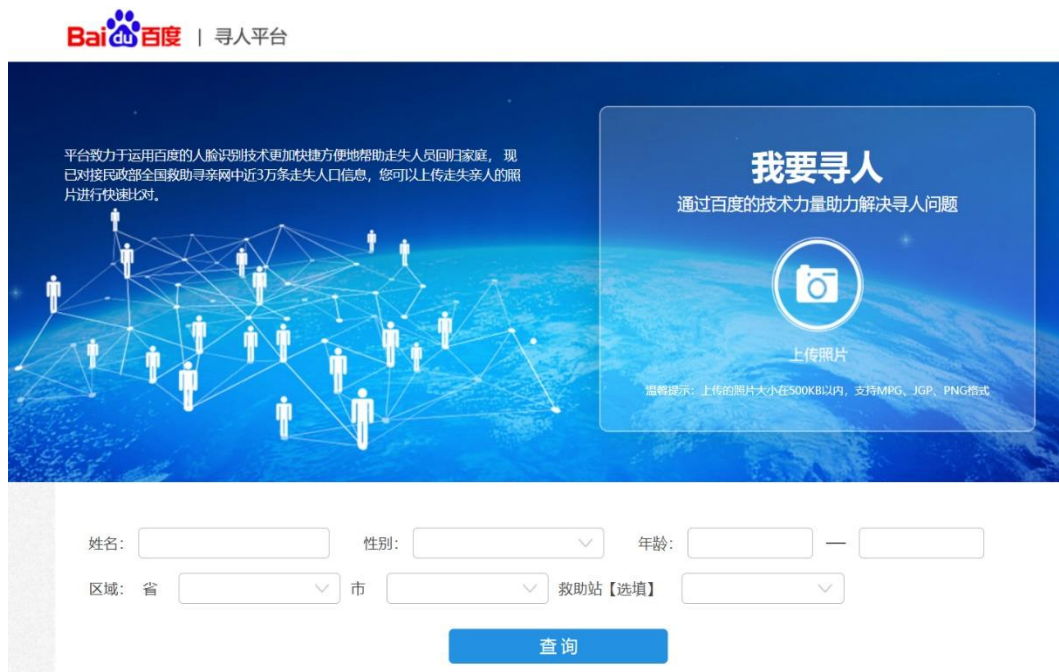 Bai du 百度 | 寻人平台
平台致力于运用百度的人脸识别技术更加快捷方便地帮助走失人员回归家庭， 现
已对接民政部全国救助寻亲网中近3万条走失人口信息，您可以上传走失亲人的照
片进行快速比对。
我要寻人
通过百度的技术力量助力解决寻人问题
上传照片
温馨提示：上传的照片大小在500KB以内，支持MPG、JGP、PNG格式
姓名： 性别： 年龄： —
区域： 省 市 救助站【选填】
查询